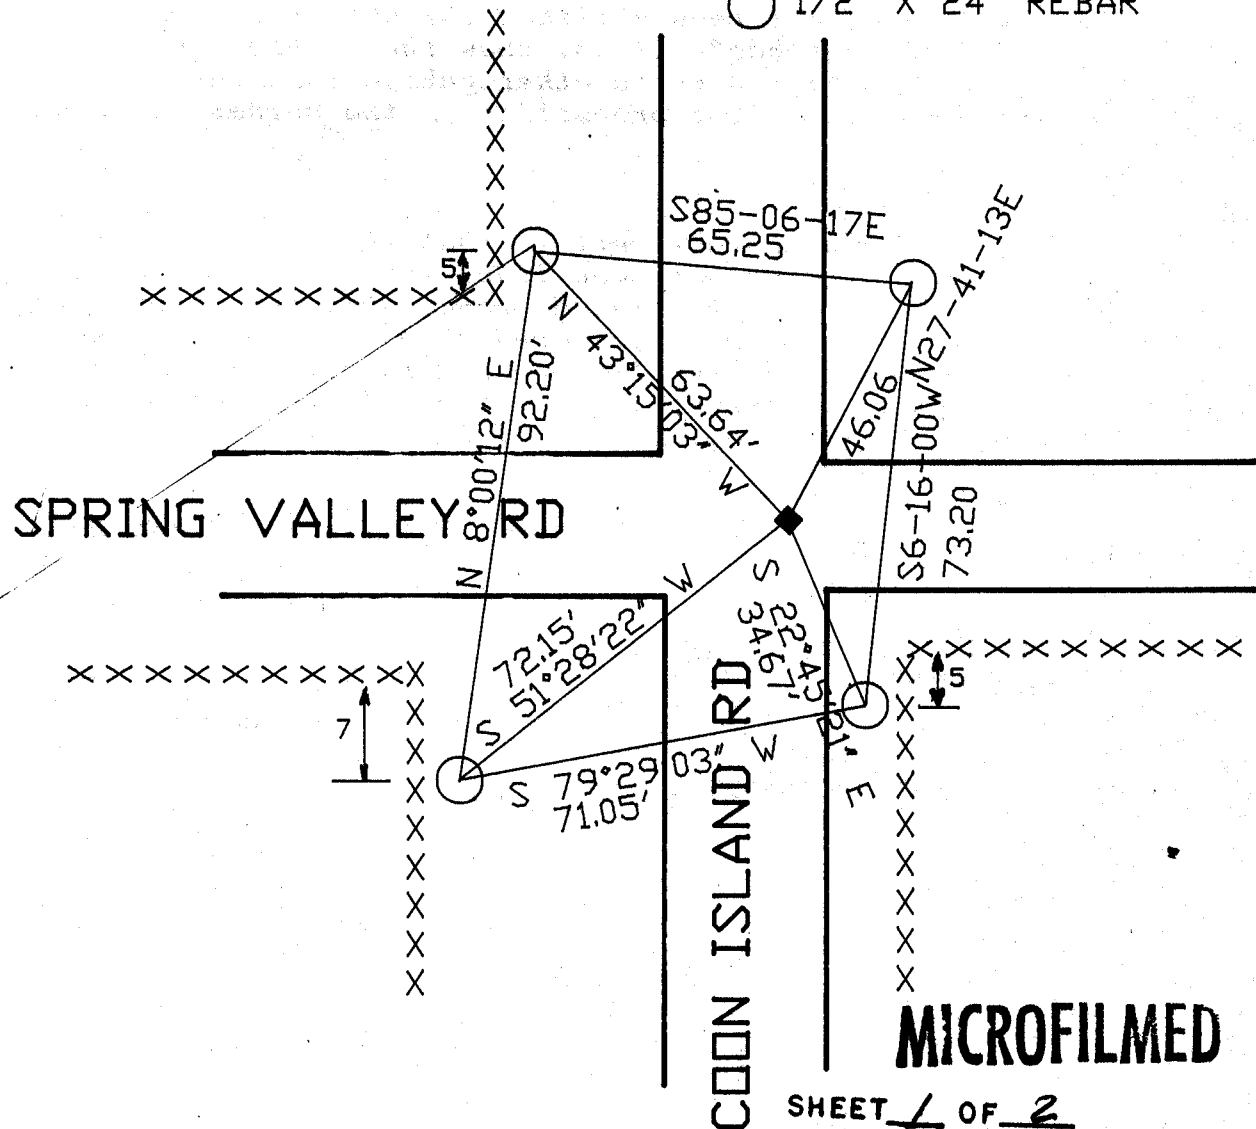 1/2" X 24" REBAR
S85-06-17E
65.25
5
N 43°15'03" W
63.64'
N27-41-13E
46.06
N 8°00'12" E
92.20'
S6-16-00W
73.20
SPRING VALLEY RD
S 51°28'22" W
72.15'
S 22°45'21" E
34.67'
5
7
S 79°29'03" W
71.05'
COON ISLAND RD
MICROFILMED
SHEET 1 OF 2